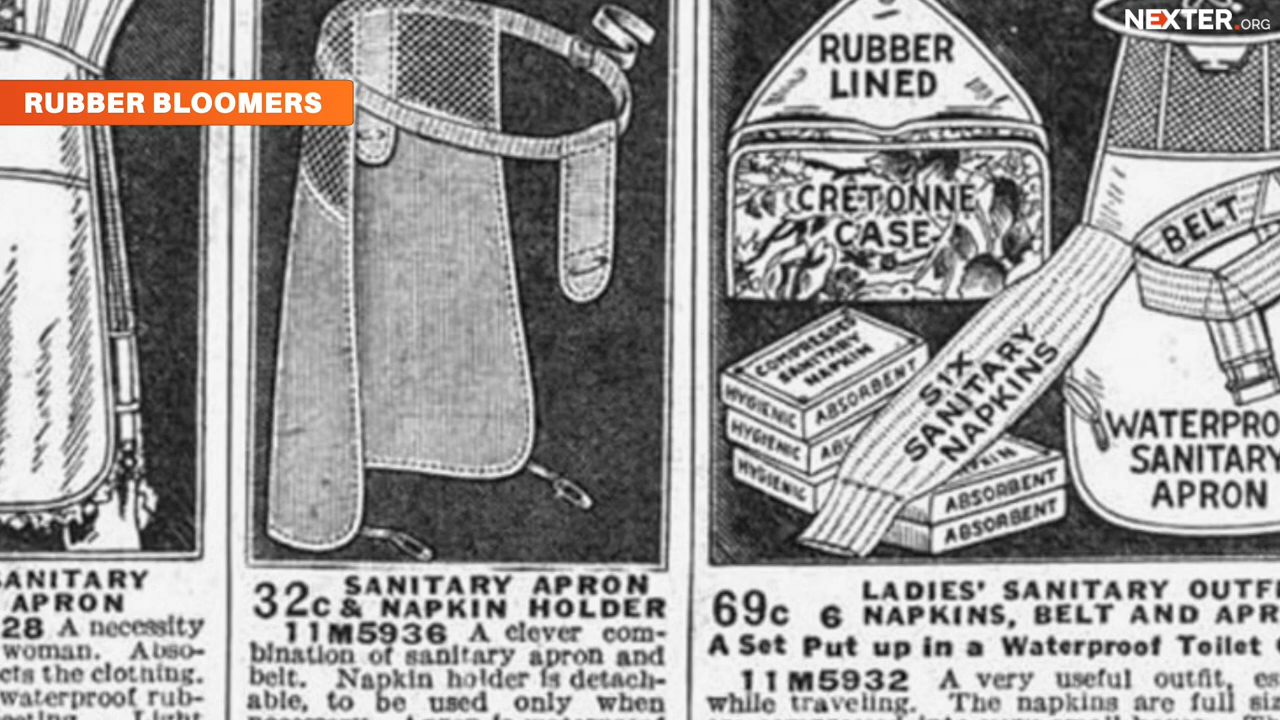 NEXTER.ORG
RUBBER BLOOMERS
SANITARY
APRON
28 A necessity
woman. Abso-
cts the clothing.
waterproof rub-
Light
32c SANITARY APRON
& NAPKIN HOLDER
11M5936 A clever com-
bination of sanitary apron and
belt. Napkin holder is detach-
able, to be used only when
RUBBER
LINED
CRETONNE
CASE
BELT
COMPRESSED
SANITARY
NAPKIN
HYGIENIC ABSORBENT
HYGIENIC ABS
HYGIENIC
SIX
SANITARY
NAPKINS
KIN
ABSORBENT
ABSORBENT
WATERPRO
SANITARY
APRON
69c 6 LADIES' SANITARY OUTF
NAPKINS, BELT AND APR
A Set Put up in a Waterproof Toilet
11M5932 A very useful outfit, es
while traveling. The napkins are full siz